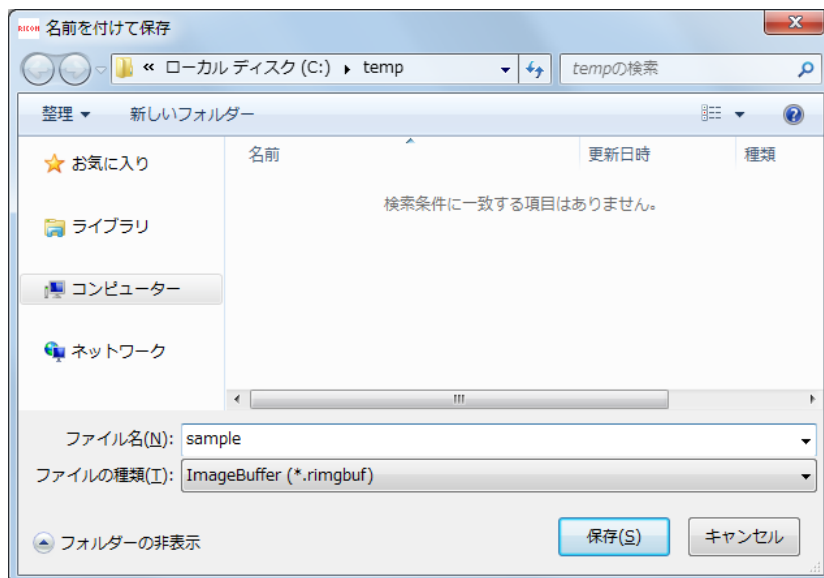 RICOH 名前を付けて保存
« ローカル ディスク (C:) temp tempの検索
整理 新しいフォルダー
お気に入り
ライブラリ
コンピューター
ネットワーク
名前 更新日時 種類
検索条件に一致する項目はありません。
ファイル名(N): sample
ファイルの種類(T): ImageBuffer (*.rimgbuf)
フォルダーの非表示 保存(S) キャンセル